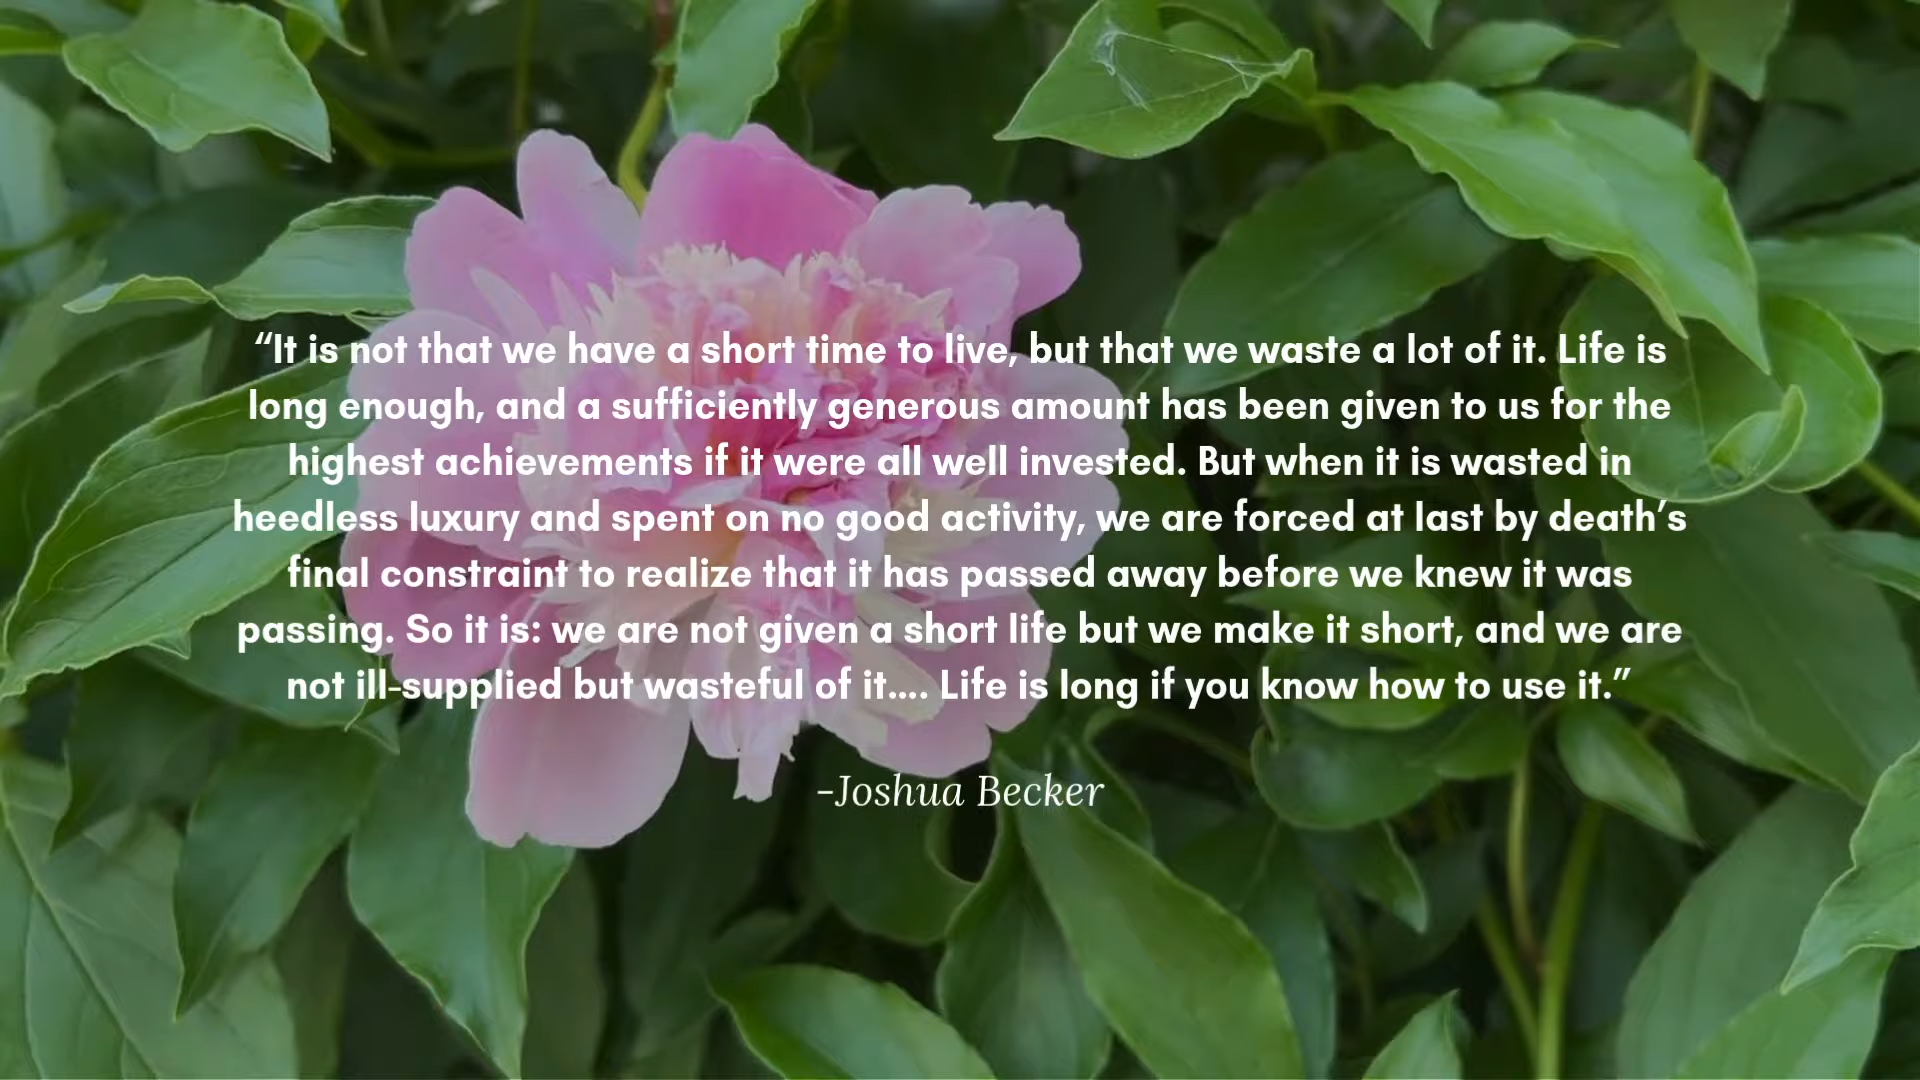 “It is not that we have a short time to live, but that we waste a lot of it. Life is
long enough, and a sufficiently generous amount has been given to us for the
highest achievements if it were all well invested. But when it is wasted in
heedless luxury and spent on no good activity, we are forced at last by death’s
final constraint to realize that it has passed away before we knew it was
passing. So it is: we are not given a short life but we make it short, and we are
not ill-supplied but wasteful of it…. Life is long if you know how to use it.”
-Joshua Becker